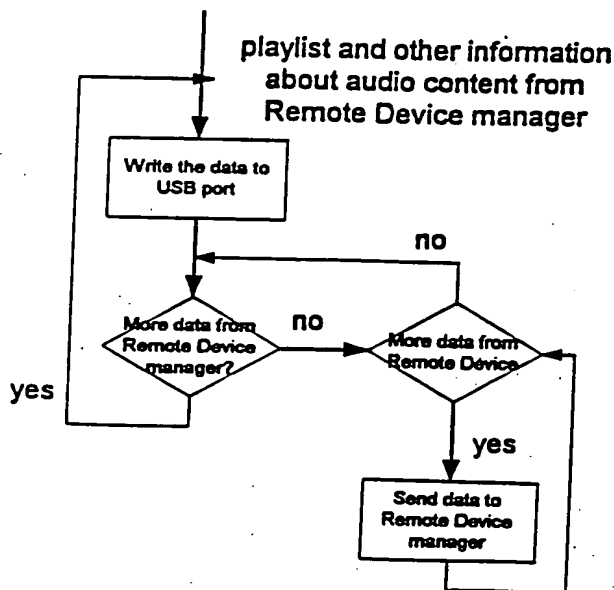 playlist and other information
about audio content from
Remote Device manager
Write the data to
USB port
no
More data from
Remote Device
manager?
no
More data from
Remote Device
yes
yes
Send data to
Remote Device
manager